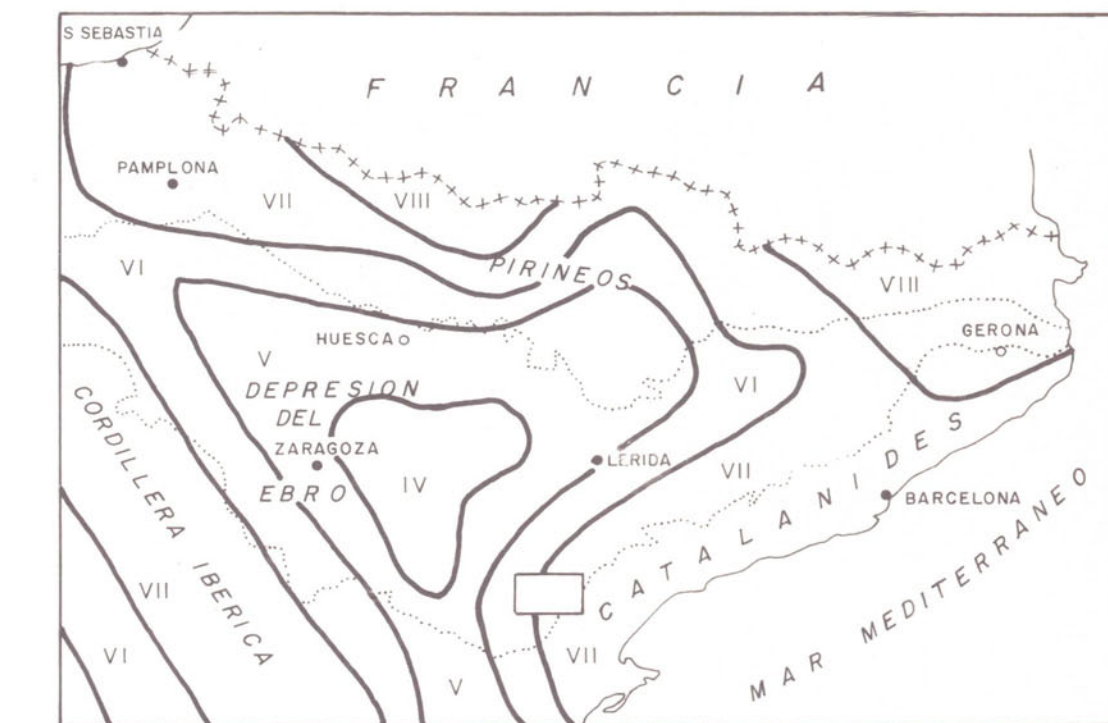 S SEBASTIA
F R A N C I A
PAMPLONA
VII
VIII
VI
PIRINEOS
VIII
HUESCA
GERONA
V
VI
DEPRESION
DEL
ZARAGOZA
EBRO
IV
LERIDA
VII
BARCELONA
CORDILLERA IBERICA
CATALANIDES
MAR MEDITERRANEO
VII
VI
V
VII